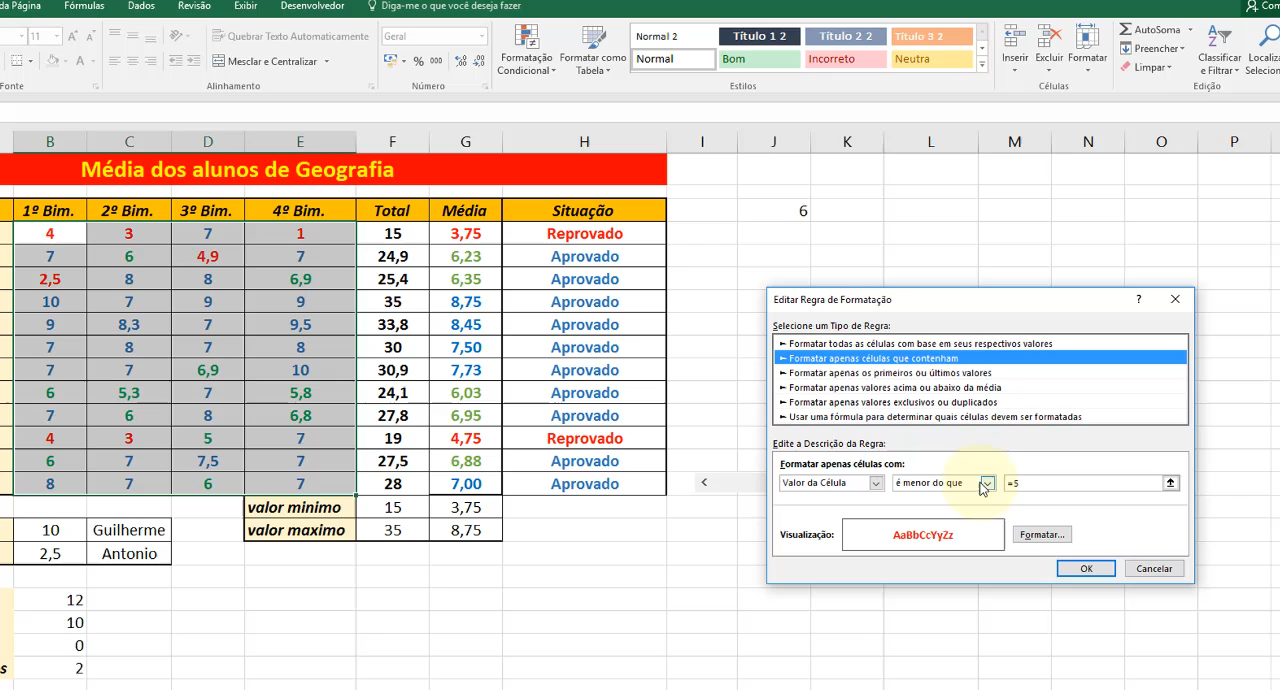 da Página Fórmulas Dados Revisão Exibir Desenvolvedor Diga-me o que você deseja fazer
11 Quebrar Texto Automaticamente Geral
Mesclar e Centralizar % 000
Fonte Alinhamento Número
Formatação Condicional Formatar como Tabela
Normal 2 Título 1 2 Título 2 2 Título 3 2
Normal Bom Incorreto Neutra
Estilos
Inserir Excluir Formatar
Células
AutoSoma
Preencher
Limpar
Classificar e Filtrar
Edição
B C D E F G H I J K L M N O P
Média dos alunos de Geografia
1º Bim. 2º Bim. 3º Bim. 4º Bim. Total Média Situação 6
4 3 7 1 15 3,75 Reprovado
7 6 4,9 7 24,9 6,23 Aprovado
2,5 8 8 6,9 25,4 6,35 Aprovado
10 7 9 9 35 8,75 Aprovado
9 8,3 7 9,5 33,8 8,45 Aprovado
7 8 7 8 30 7,50 Aprovado
7 7 6,9 10 30,9 7,73 Aprovado
6 5,3 7 5,8 24,1 6,03 Aprovado
7 6 8 6,8 27,8 6,95 Aprovado
4 3 5 7 19 4,75 Reprovado
6 7 7,5 7 27,5 6,88 Aprovado
8 7 6 7 28 7,00 Aprovado
valor minimo 15 3,75
valor maximo 35 8,75
10 Guilherme
2,5 Antonio
12
10
0
s 2
Editar Regra de Formatação ?
Selecione um Tipo de Regra:
► Formatar todas as células com base em seus respectivos valores
► Formatar apenas células que contenham
► Formatar apenas os primeiros ou últimos valores
► Formatar apenas valores acima ou abaixo da média
► Formatar apenas valores exclusivos ou duplicados
► Usar uma fórmula para determinar quais células devem ser formatadas
Edite a Descrição da Regra:
Formatar apenas células com:
Valor da Célula é menor do que =5
Visualização: AaBbCcYyZz Formatar...
OK Cancelar